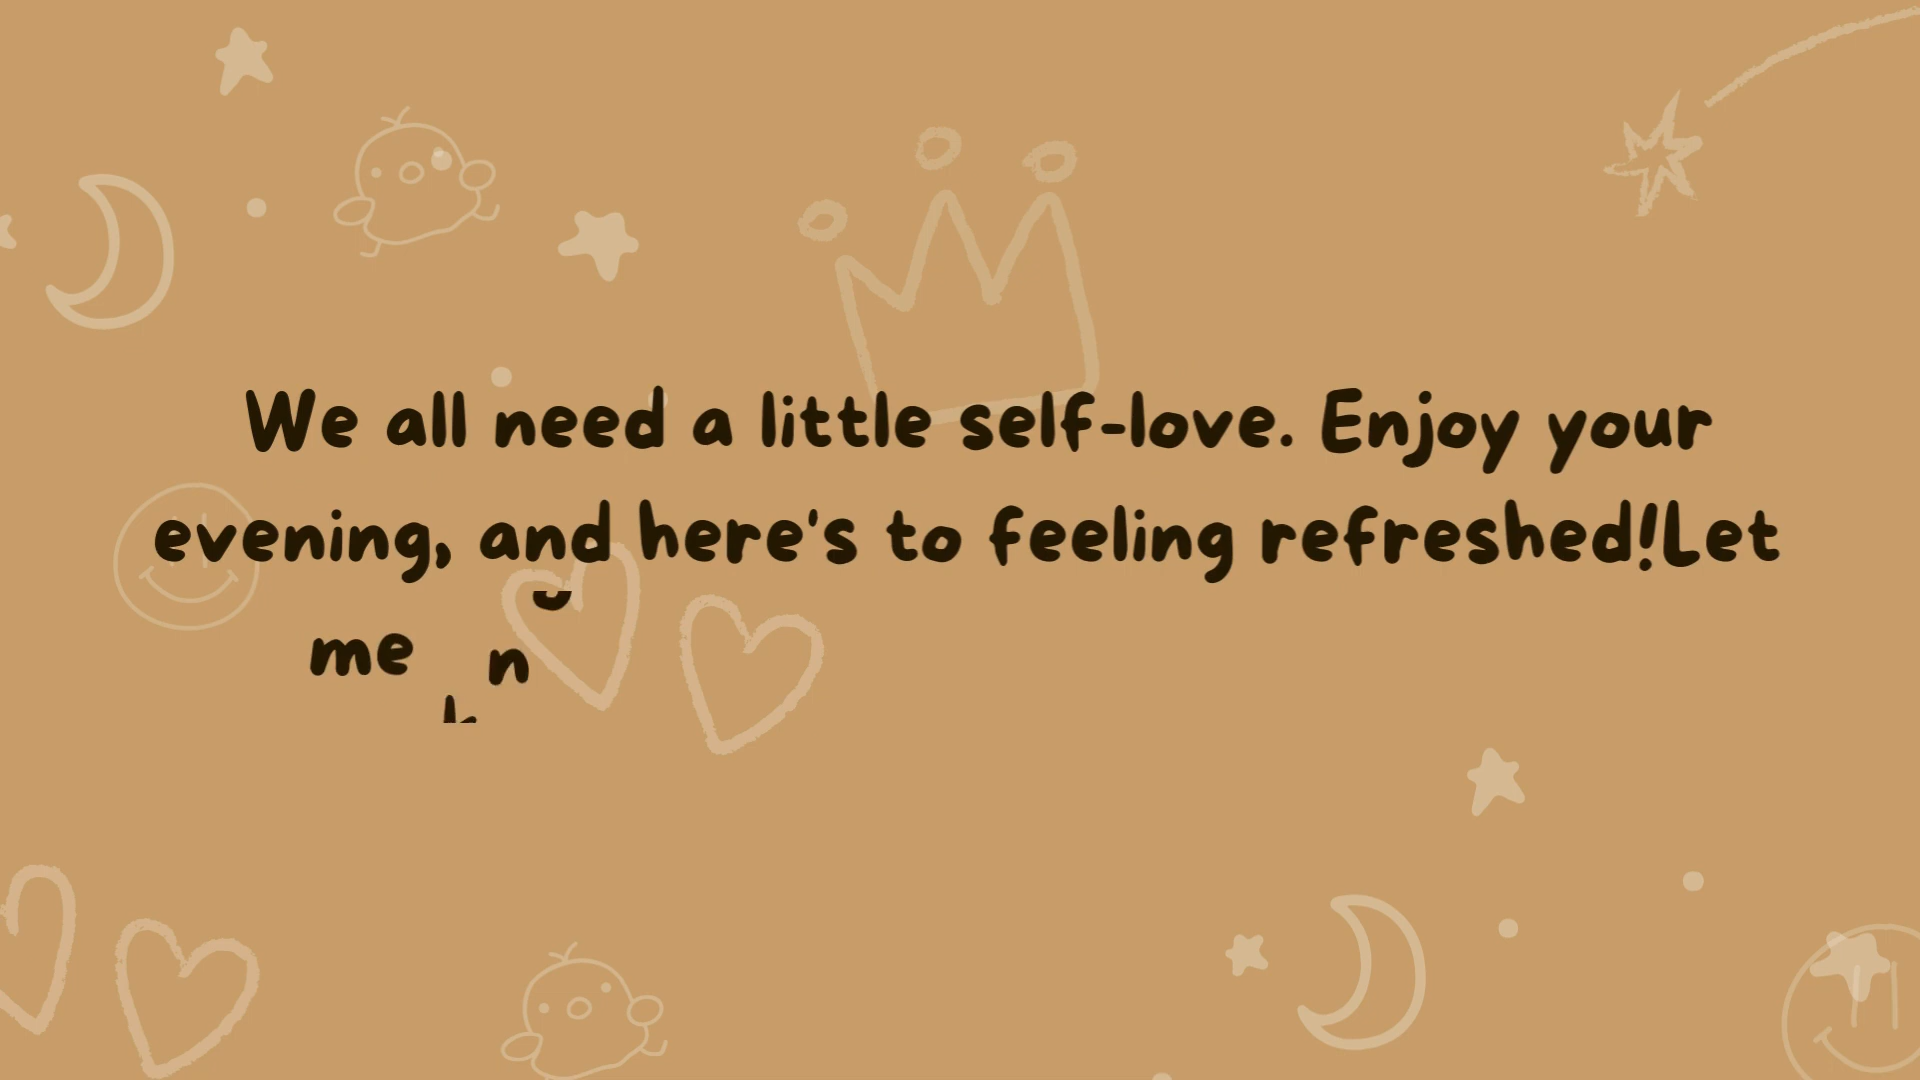 We all need a little self-love. Enjoy your
evening, and here's to feeling refreshed!Let
me